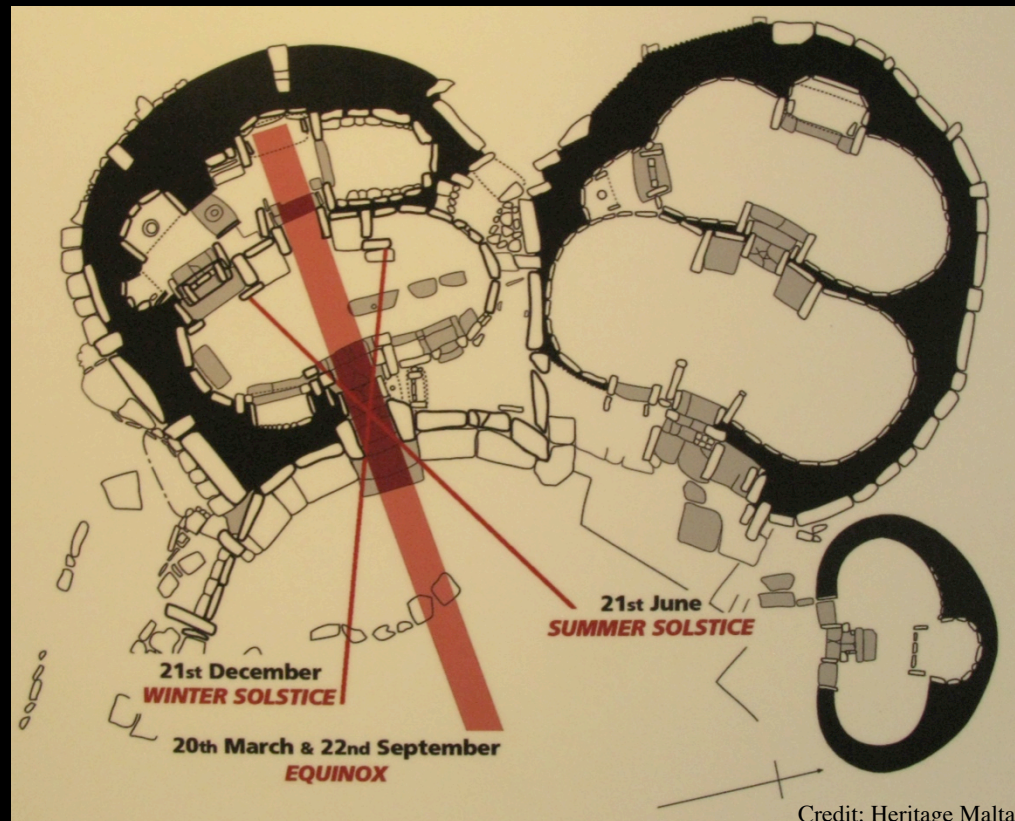 21st June
SUMMER SOLSTICE
21st December
WINTER SOLSTICE
20th March & 22nd September
EQUINOX
Credit: Heritage Malta